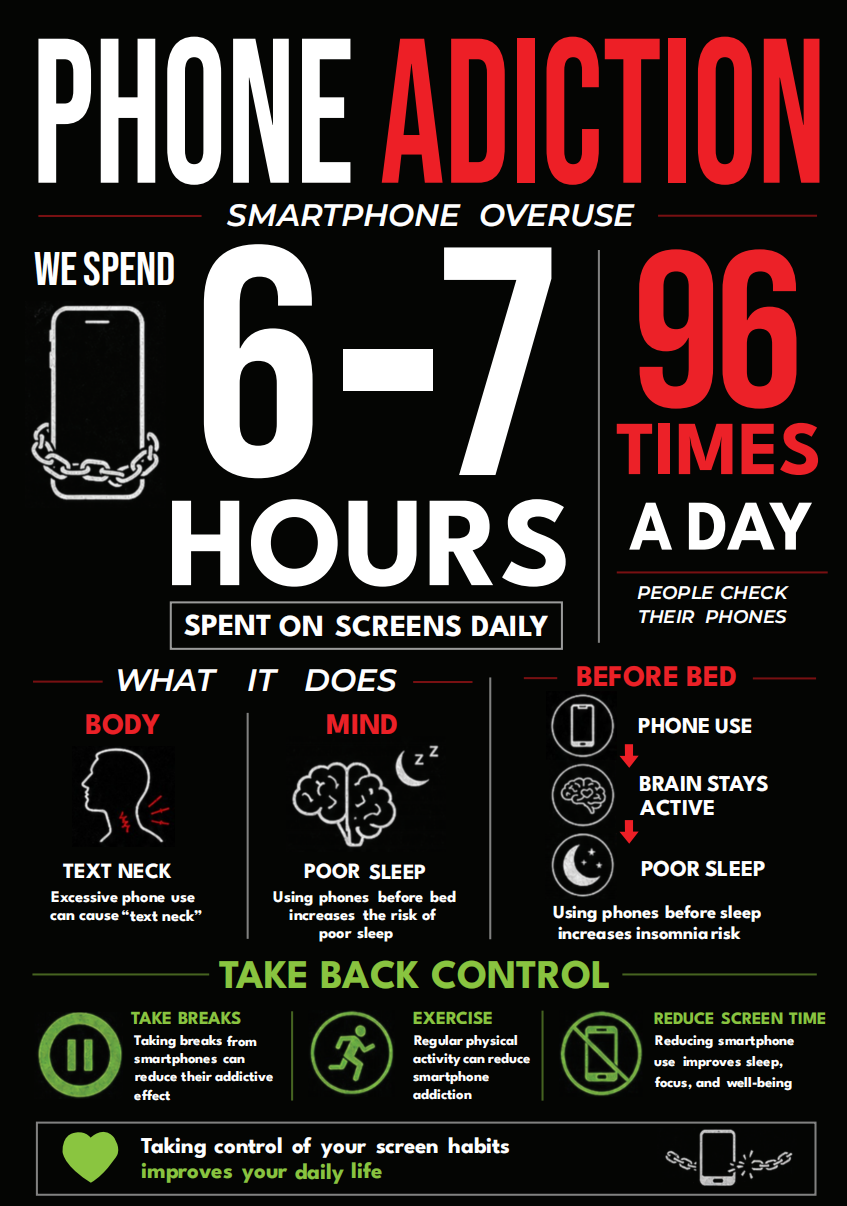 PHONE ADICTION
SMARTPHONE OVERUSE
WE SPEND
6-7
HOURS
SPENT ON SCREENS DAILY
96
TIMES
A DAY
PEOPLE CHECK
THEIR PHONES
WHAT IT DOES
BODY
TEXT NECK
Excessive phone use
can cause "text neck"
MIND
z z
POOR SLEEP
Using phones before bed
increases the risk of
poor sleep
BEFORE BED
PHONE USE
BRAIN STAYS
ACTIVE
POOR SLEEP
Using phones before sleep
increases insomnia risk
TAKE BACK CONTROL
TAKE BREAKS
Taking breaks from
smartphones can
reduce their addictive
effect
EXERCISE
Regular physical
activity can reduce
smartphone
addiction
REDUCE SCREEN TIME
Reducing smartphone
use improves sleep,
focus, and well-being
Taking control of your screen habits
improves your daily life